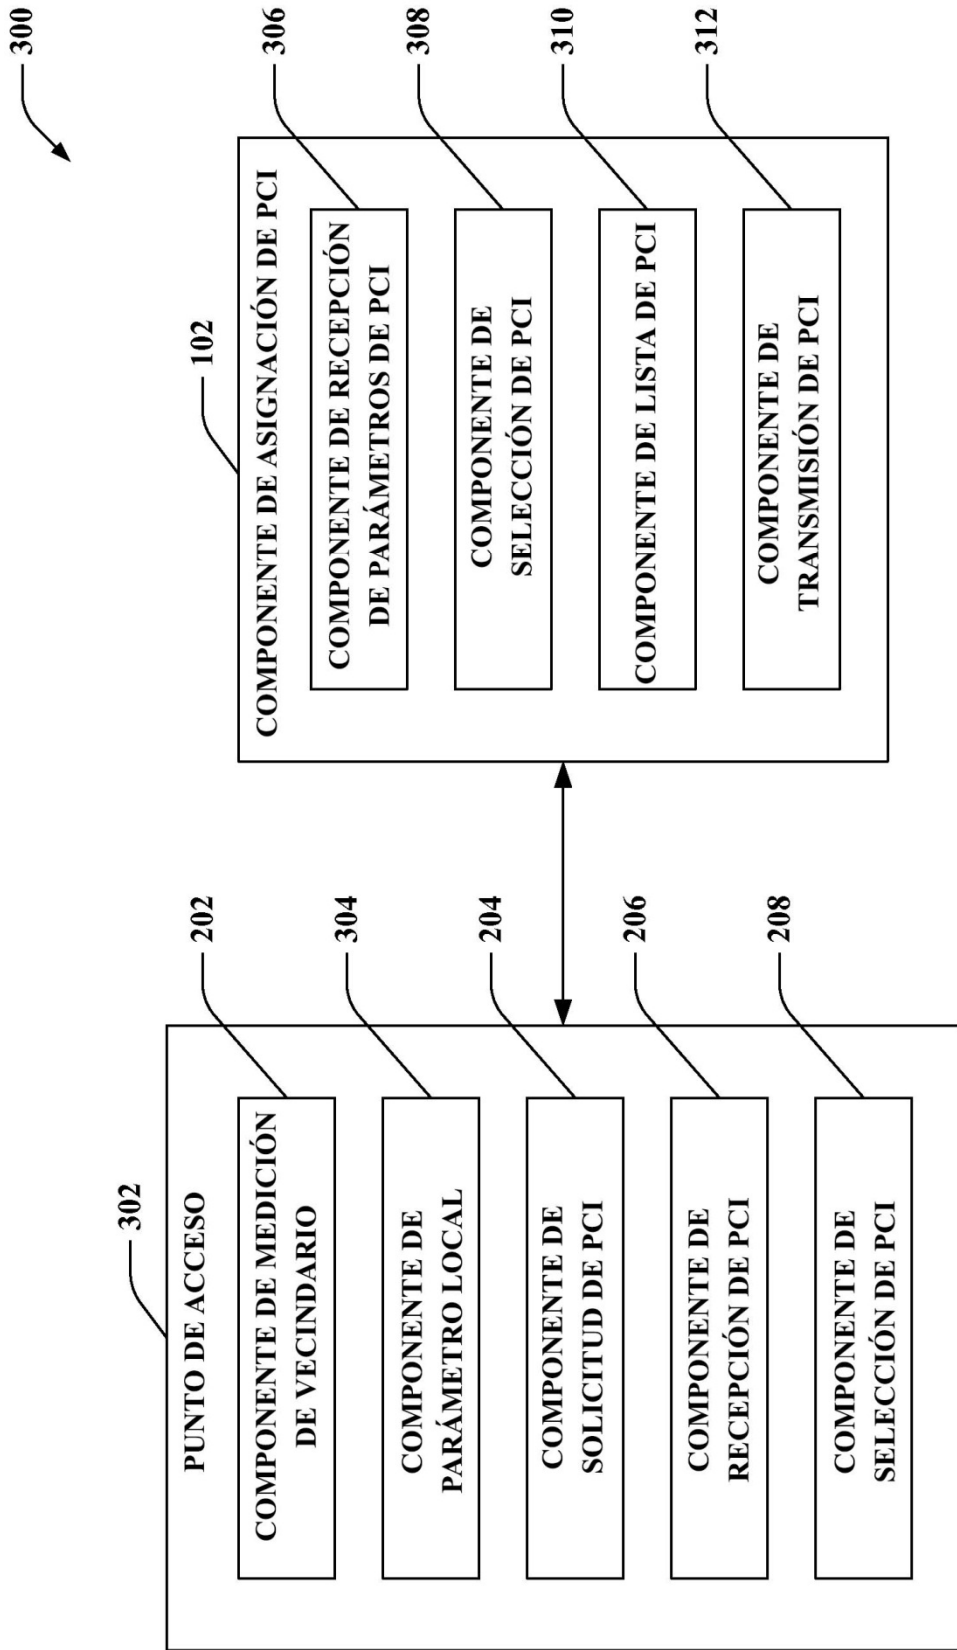 300
302
PUNTO DE ACCESO
COMPONENTE DE MEDICIÓN
DE VECINDARIO
202
COMPONENTE DE
PARÁMETRO LOCAL
304
COMPONENTE DE
SOLICITUD DE PCI
204
COMPONENTE DE
RECEPCIÓN DE PCI
206
COMPONENTE DE
SELECCIÓN DE PCI
208
102
COMPONENTE DE ASIGNACIÓN DE PCI
COMPONENTE DE RECEPCIÓN
DE PARÁMETROS DE PCI
306
COMPONENTE DE
SELECCIÓN DE PCI
308
COMPONENTE DE LISTA DE PCI
310
COMPONENTE DE
TRANSMISIÓN DE PCI
312